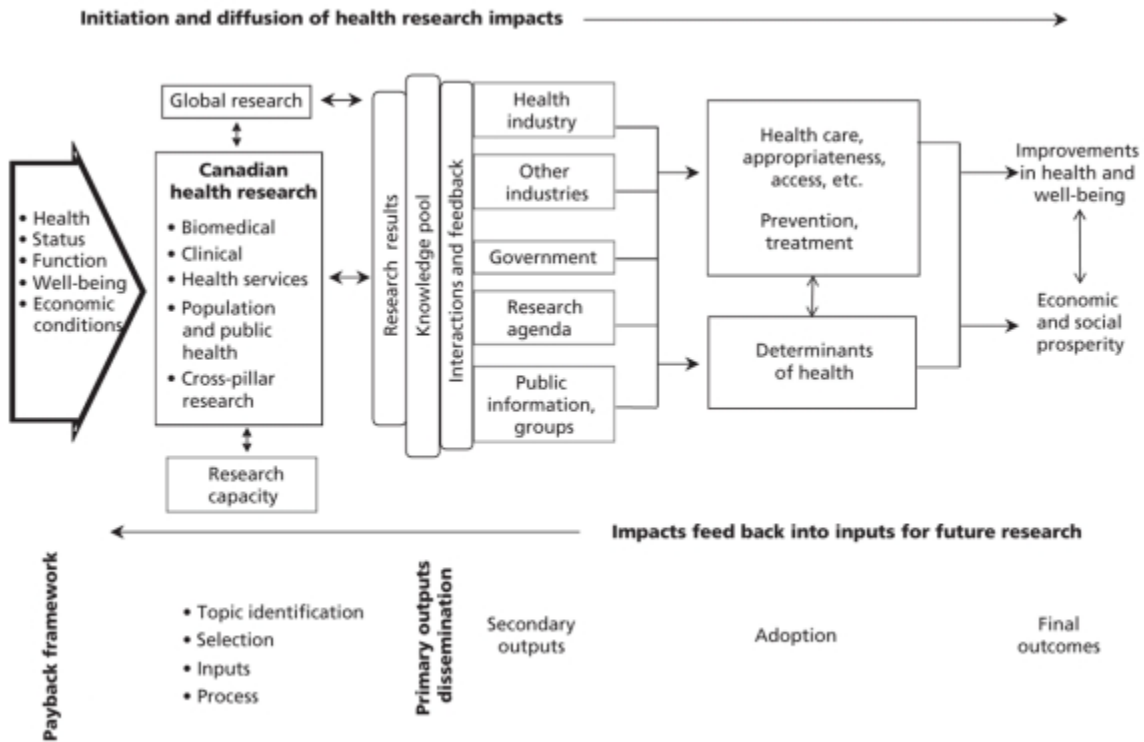 Initiation and diffusion of health research impacts
Global research
Canadian
health research
• Biomedical
• Clinical
• Health services
• Population
and public
health
• Cross-pillar
research
• Health
• Status
• Function
• Well-being
• Economic
conditions
Research
capacity
Research results
Knowledge pool
Interactions and feedback
Health
industry
Other
industries
Government
Research
agenda
Public
information,
groups
Health care,
appropriateness,
access, etc.
Prevention,
treatment
Determinants
of health
Improvements
in health and
well-being
Economic
and social
prosperity
Impacts feed back into inputs for future research
Payback framework
• Topic identification
• Selection
• Inputs
• Process
Primary outputs
dissemination
Secondary
outputs
Adoption
Final
outcomes